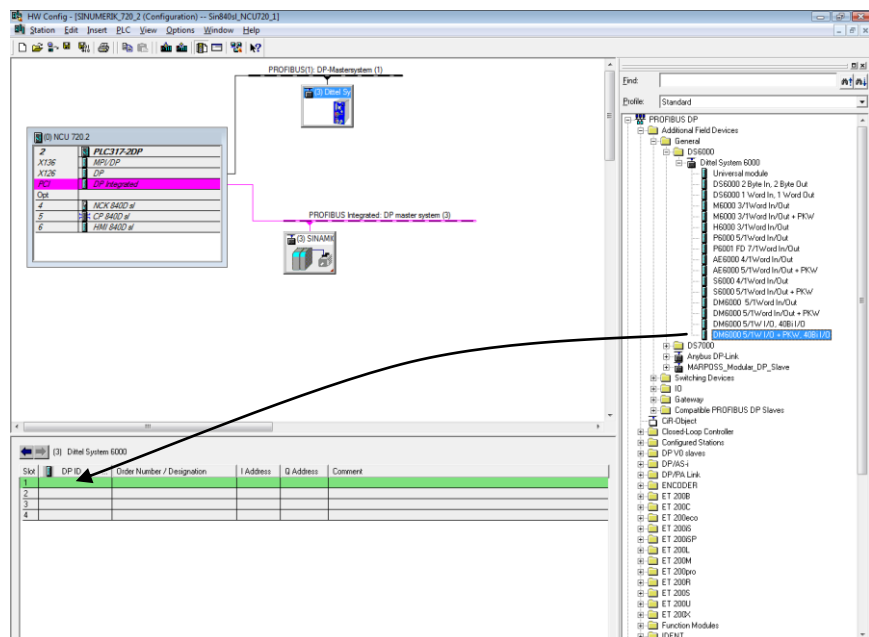 HW Config - [SINUMERIK_720_2 (Configuration) -- Sin840dsl_NCU720_1]
Station Edit Insert PLC View Options Window Help
PROFIBUS(1): DP-Mastersystem (1)
(3) Dittel Sy
(0) NCU 720.2
2 PLC317-2DP
X136 MPI/DP
X126 DP
PCI DP Integrated
Opt
4 NCK 840D sl
5 CP 840D sl
6 HMI 840D sl
PROFIBUS Integrated: DP master system (3)
(3) SINAMIK
(3) Dittel System 6000
Slot DP ID Order Number / Designation I Address Q Address Comment
1
2
3
4
Find:
Profile: Standard
PROFIBUS DP
Additional Field Devices
General
DS6000
Dittel System 6000
Universal module
DS6000 2 Byte In, 2 Byte Out
DS6000 1 Word In, 1 Word Out
M6000 3/1Word In/Out
M6000 3/1Word In/Out + PKW
H6000 3/1Word In/Out
P6000 5/1Word In/Out
P6001 FD 7/1Word In/Out
AE6000 4/1Word In/Out
AE6000 5/1Word In/Out + PKW
S6000 4/1Word In/Out
S6000 5/1Word In/Out + PKW
DM6000 5/1Word In/Out
DM6000 5/1Word In/Out + PKW
DM6000 5/1W I/O, 40Bi I/O
DM6000 5/1W I/O + PKW, 40Bi I/O
DS7000
Anybus DP-Link
MARPOSS_Modular_DP_Slave
Switching Devices
IO
Gateway
Compatible PROFIBUS DP Slaves
CiR-Object
Closed-Loop Controller
Configured Stations
DP V0 slaves
DP/AS-i
DP/PA Link
ENCODER
ET 200B
ET 200C
ET 200eco
ET 200iS
ET 200iSP
ET 200L
ET 200M
ET 200pro
ET 200R
ET 200S
ET 200U
ET 200X
Function Modules
IDENT